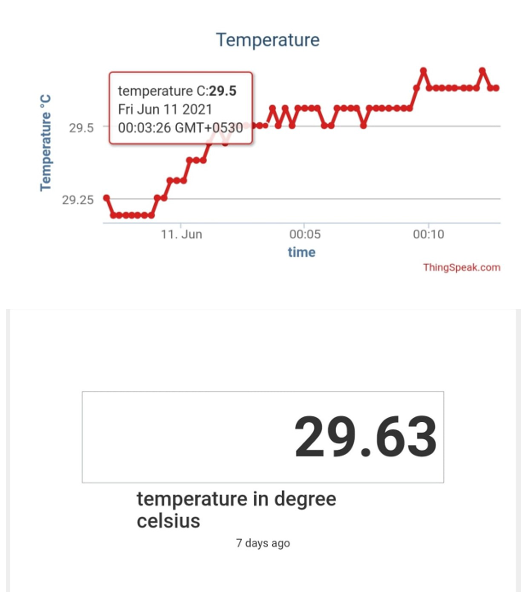 Temperature
temperature C:29.5
Fri Jun 11 2021
00:03:26 GMT+0530
Temperature °C
29.5
29.25
11. Jun
00:05
00:10
time
ThingSpeak.com
29.63
temperature in degree
celsius
7 days ago